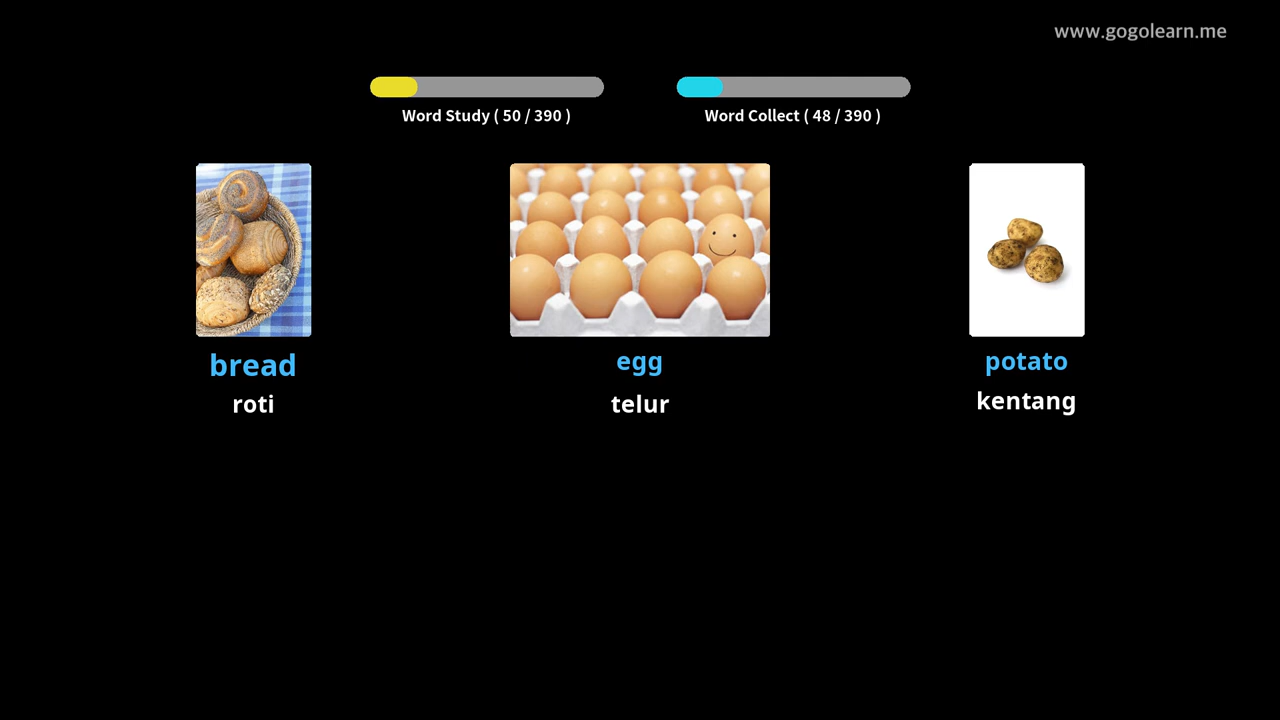 www.gogolearn.me
Word Study ( 50 / 390 )
Word Collect ( 48 / 390 )
bread
roti
egg
telur
potato
kentang